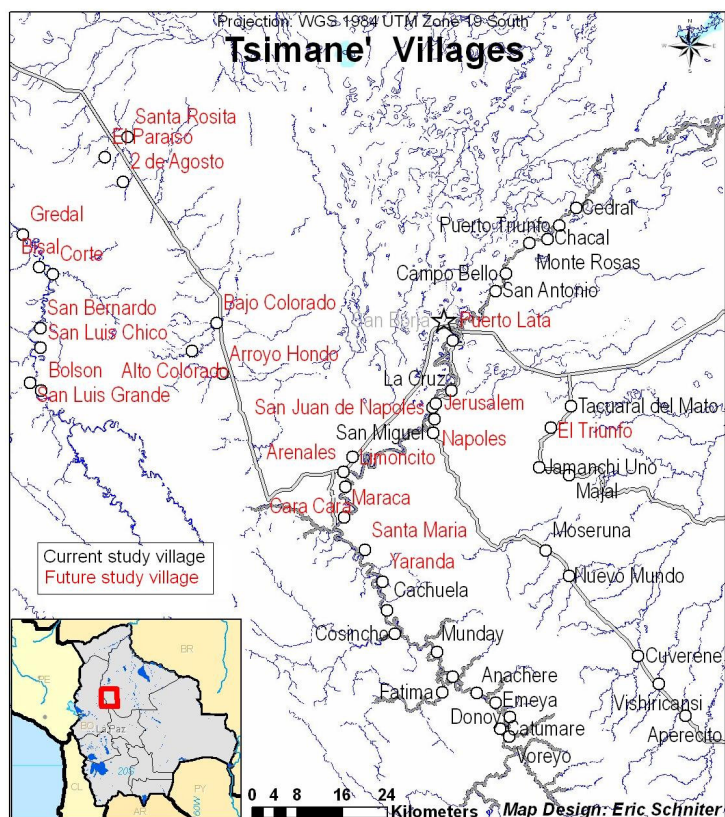 Projection: WGS 1984 UTM Zone 19 South
Tsimane' Villages
N
W
E
S
Santa Rosita
El Paraiso
2 de Agosto
Cedral
Puerto Triunfo
Chacal
Monte Rosas
Gredal
Bisal
Corte
Campo Bello
San Antonio
San Bernardo
Bajo Colorado
San Borja
Puerto Lata
San Luis Chico
Arroyo Hondo
Bolson
Alto Colorado
San Luis Grande
La Cruz
San Juan de Napoles
Jerusalem
Tacuaral del Mato
San Miguel
Napoles
El Triunfo
Arenales
Limoncito
Jamanchi Uno
Majal
Cara Cara
Maraca
Santa Maria
Moseruna
Yaranda
Nuevo Mundo
Current study village
Future study village
Cachuela
Cosincho
Munday
Cuverene
Fatima
Anachere
Emeya
Vishiricansi
Donoy
Catumare
Aperecito
Voreyo
BR
PE
BO
La Paz
20S
CL
PY
AR
60W
0 4 8 16 24
Kilometers
Map Design: Eric Schniter